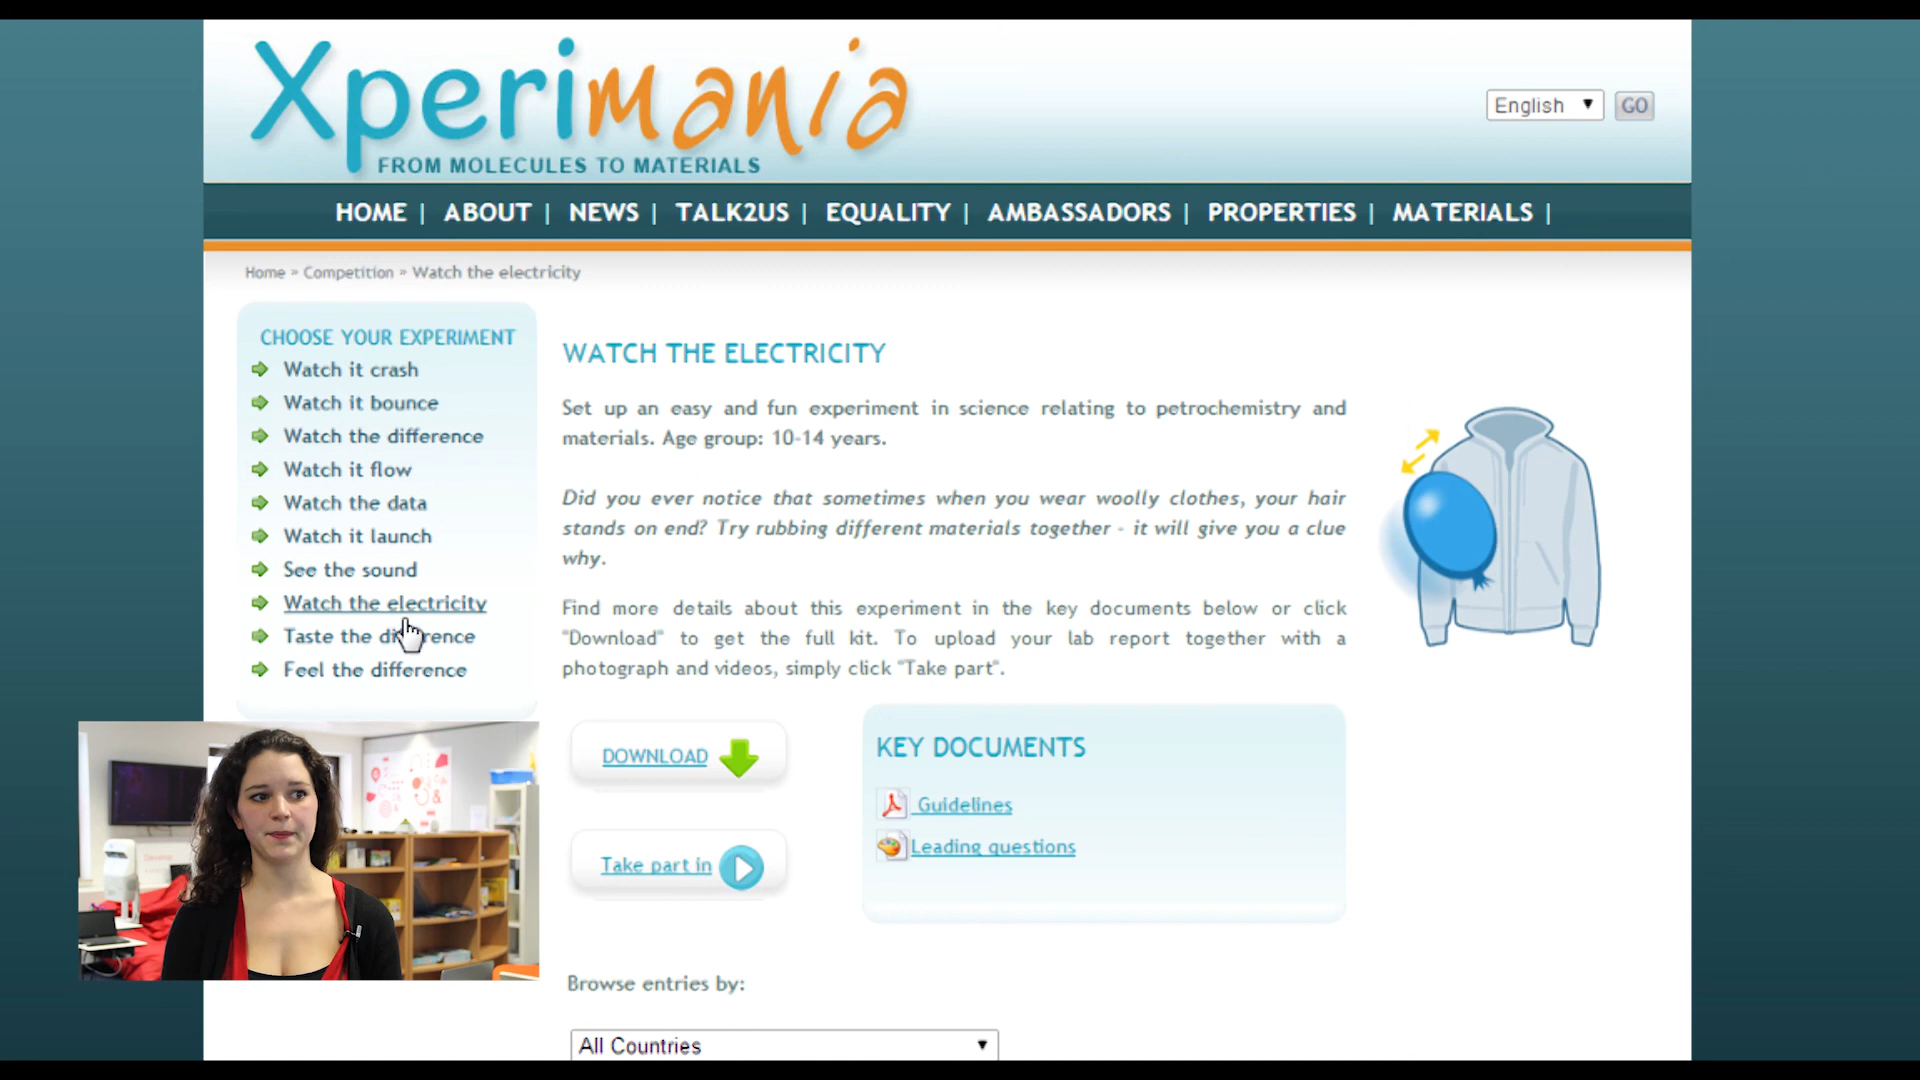 Xperimania
FROM MOLECULES TO MATERIALS
English
GO
HOME | ABOUT | NEWS | TALK2US | EQUALITY | AMBASSADORS | PROPERTIES | MATERIALS |
Home » Competition » Watch the electricity
CHOOSE YOUR EXPERIMENT
Watch it crash
Watch it bounce
Watch the difference
Watch it flow
Watch the data
Watch it launch
See the sound
Watch the electricity
Taste the difference
Feel the difference
WATCH THE ELECTRICITY
Set up an easy and fun experiment in science relating to petrochemistry and
materials. Age group: 10-14 years.
Did you ever notice that sometimes when you wear woolly clothes, your hair
stands on end? Try rubbing different materials together - it will give you a clue
why.
Find more details about this experiment in the key documents below or click
"Download" to get the full kit. To upload your lab report together with a
photograph and videos, simply click "Take part".
DOWNLOAD
Take part in
KEY DOCUMENTS
Guidelines
Leading questions
Browse entries by:
All Countries